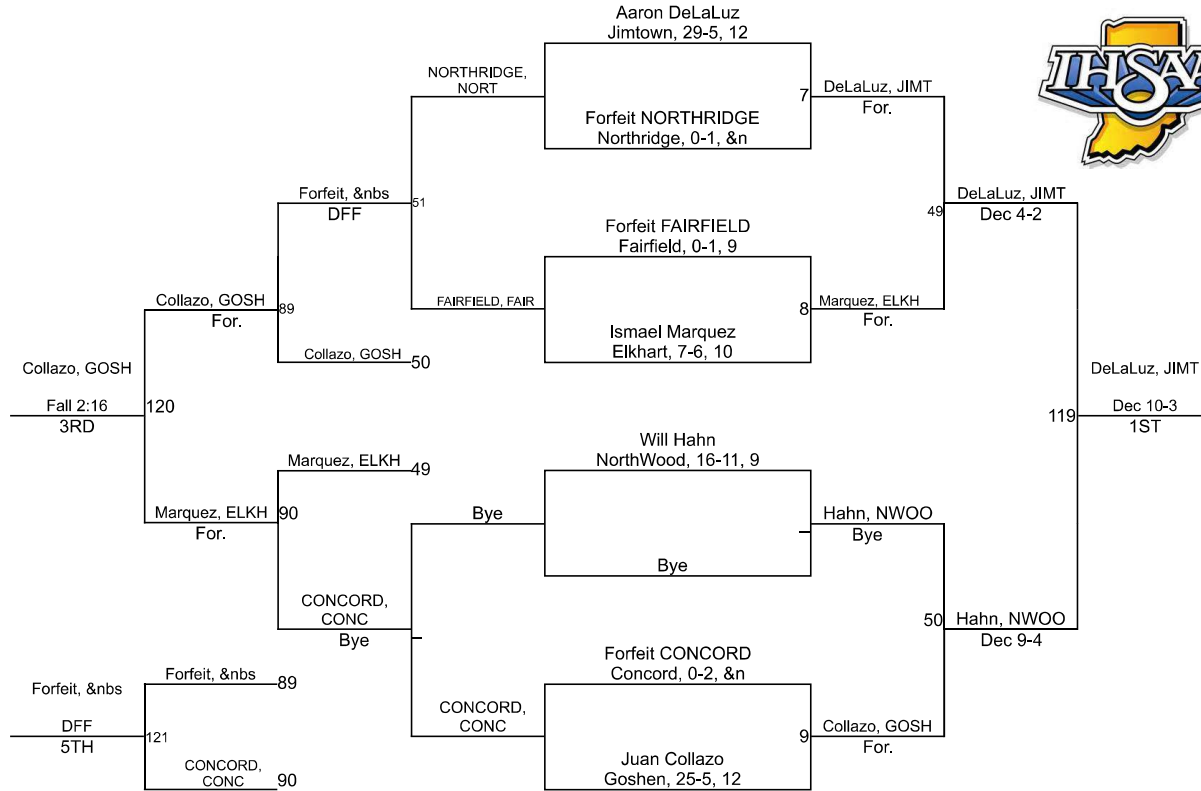 Aaron DeLaLuz
Jimtown, 29-5, 12
IHSAA
NORTHRIDGE,
NORT
7
DeLaLuz, JIMT
For.
Forfeit NORTHRIDGE
Northridge, 0-1, &n
Forfeit, &nbs
DFF
51
49
DeLaLuz, JIMT
Dec 4-2
Forfeit FAIRFIELD
Fairfield, 0-1, 9
Collazo, GOSH
For.
89
FAIRFIELD, FAIR
8
Marquez, ELKH
For.
Ismael Marquez
Elkhart, 7-6, 10
Collazo, GOSH
50
Collazo, GOSH
Fall 2:16
3RD
120
DeLaLuz, JIMT
Dec 10-3
1ST
119
Will Hahn
NorthWood, 16-11, 9
Marquez, ELKH
49
Marquez, ELKH
For.
90
Bye
Hahn, NWOO
Bye
Bye
CONCORD,
CONC
Bye
50
Hahn, NWOO
Dec 9-4
Forfeit CONCORD
Concord, 0-2, &n
Forfeit, &nbs
89
Forfeit, &nbs
DFF
5TH
121
CONCORD,
CONC
9
Collazo, GOSH
For.
Juan Collazo
Goshen, 25-5, 12
CONCORD,
CONC
90